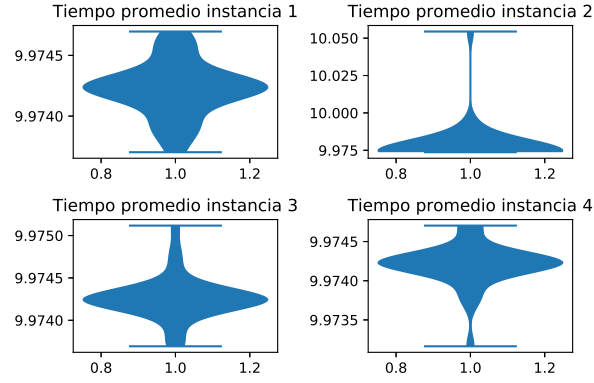 Tiempo promedio instancia 1
9.9745
9.9740
0.8 1.0 1.2
Tiempo promedio instancia 2
10.050
10.025
10.000
9.975
0.8 1.0 1.2
Tiempo promedio instancia 3
9.9750
9.9745
9.9740
0.8 1.0 1.2
Tiempo promedio instancia 4
9.9745
9.9740
9.9735
0.8 1.0 1.2